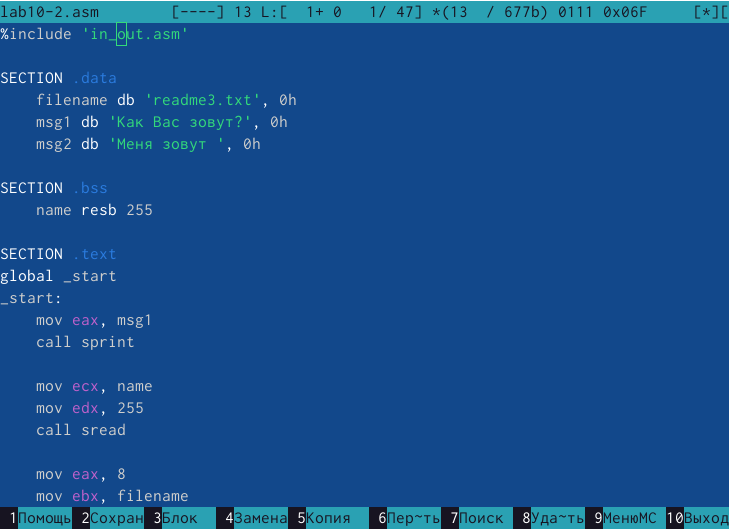 lab10-2.asm [----] 13 L:[ 1+ 0 1/ 47] *(13 / 677b) 0111 0x06F [*][
%include 'in_out.asm'
SECTION .data
filename db 'readme3.txt', 0h
msg1 db 'Как Вас зовут?', 0h
msg2 db 'Меня зовут ', 0h
SECTION .bss
name resb 255
SECTION .text
global _start
_start:
mov eax, msg1
call sprint
mov ecx, name
mov edx, 255
call sread
mov eax, 8
mov ebx, filename
1Помощь 2Сохран 3Блок 4Замена 5Копия 6Пер~ть 7Поиск 8Уда~ть 9МенюМС 10Выход